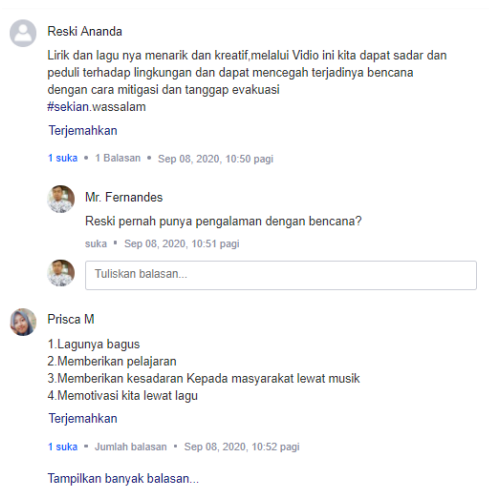 Reski Ananda
Lirik dan lagu nya menarik dan kreatif,melalui Vidio ini kita dapat sadar dan
peduli terhadap lingkungan dan dapat mencegah terjadinya bencana
dengan cara mitigasi dan tanggap evakuasi
#sekian.wassalam
Terjemahkan
1 suka • 1 Balasan • Sep 08, 2020, 10:50 pagi
Mr. Fernandes
Reski pernah punya pengalaman dengan bencana?
suka • Sep 08, 2020, 10:51 pagi
Tuliskan balasan...
Prisca M
1.Lagunya bagus
2.Memberikan pelajaran
3.Memberikan kesadaran Kepada masyarakat lewat musik
4.Memotivasi kita lewat lagu
Terjemahkan
1 suka • Jumlah balasan • Sep 08, 2020, 10:52 pagi
Tampilkan banyak balasan...